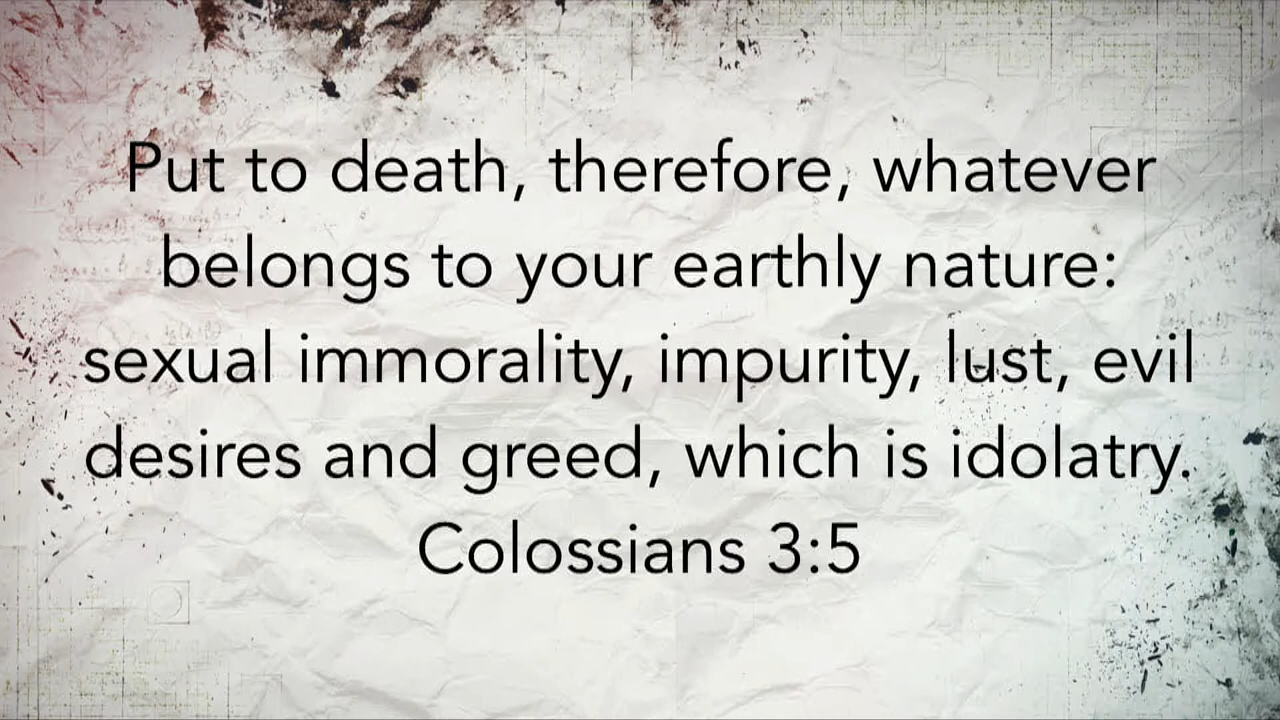 Put to death, therefore, whatever
belongs to your earthly nature:
sexual immorality, impurity, lust, evil
desires and greed, which is idolatry.
Colossians 3:5